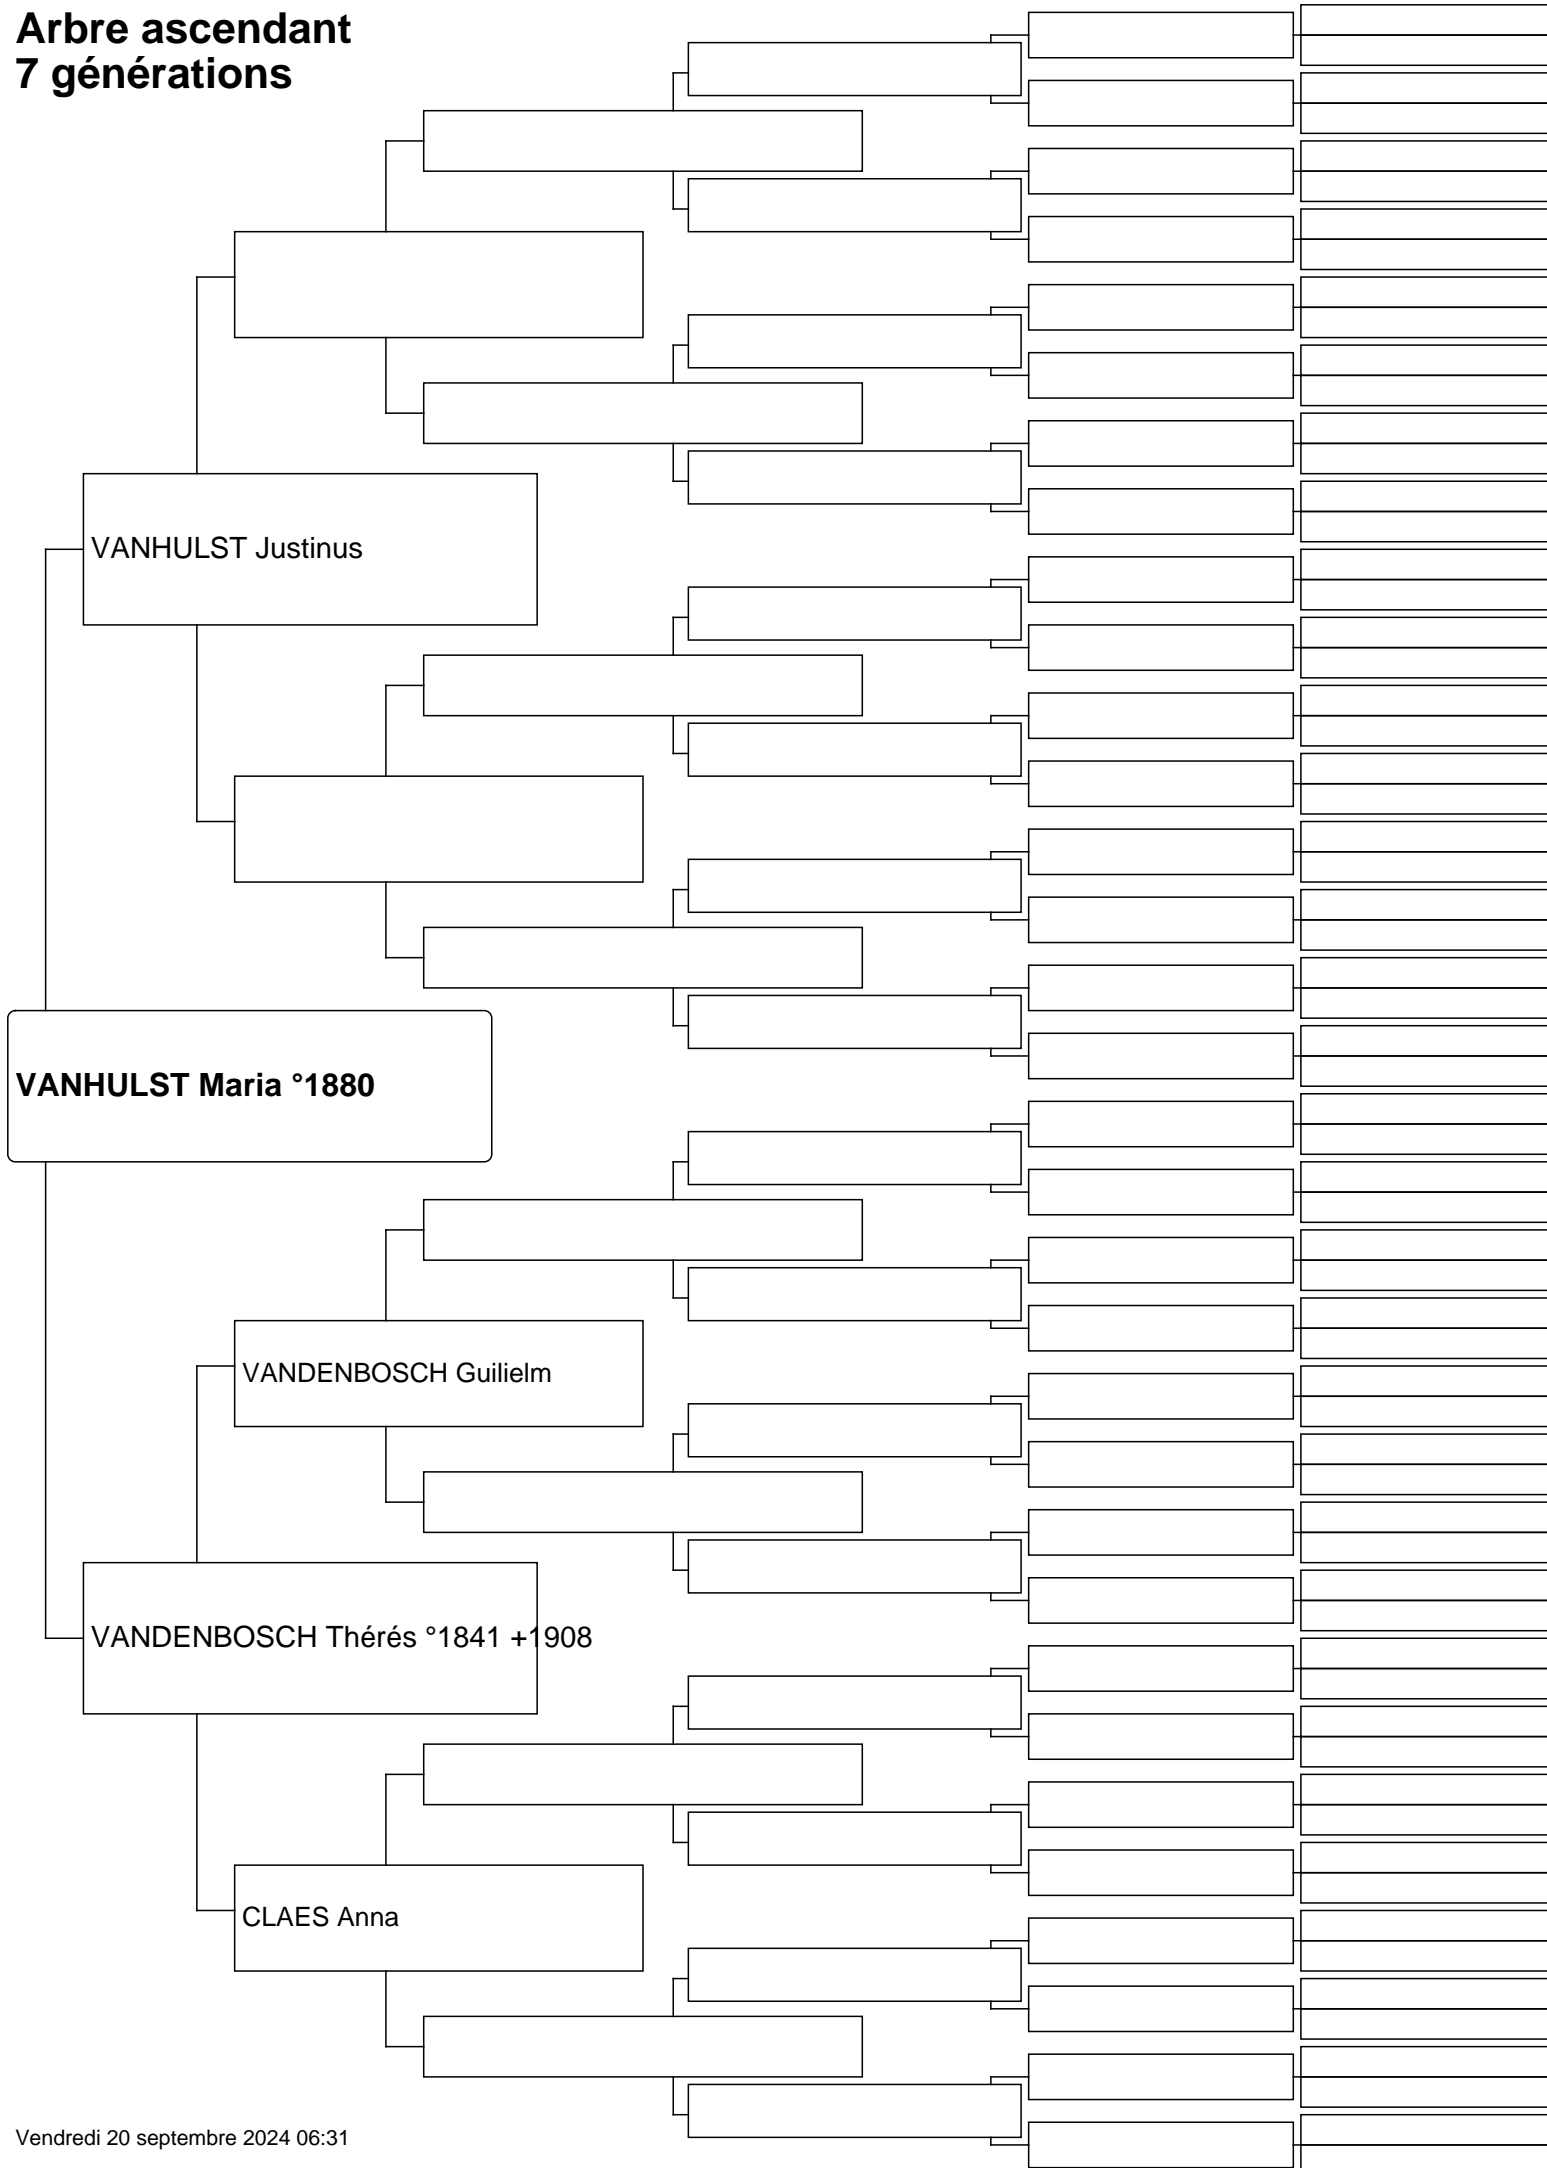 Arbre ascendant
7 générations
VANHULST Justinus
VANHULST Maria °1880
VANDENBOSCH Guilielm
VANDENBOSCH Thérés °1841 +1908
CLAES Anna
Vendredi 20 septembre 2024 06:31